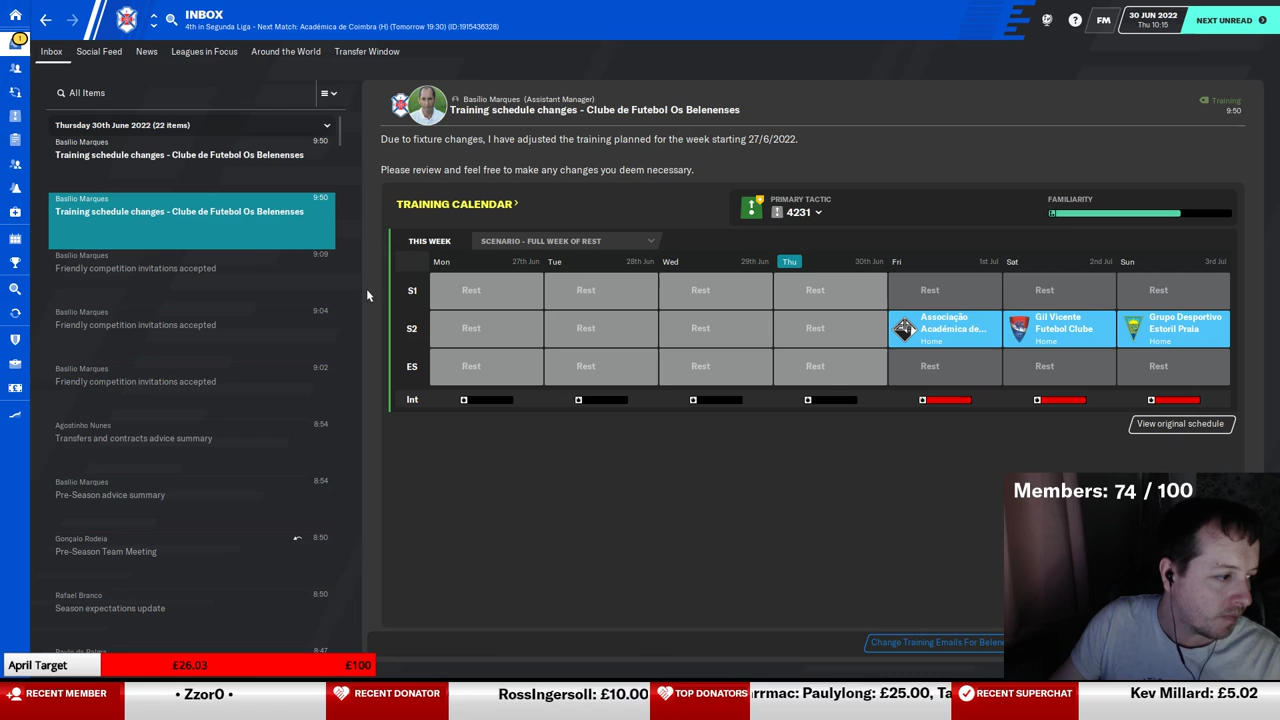 INBOX
4th in Segunda Liga - Next Match: Académica de Coimbra (H) (Tomorrow 19:30) (ID:1915436328)
FM
30 JUN 2022
Thu 10:15
NEXT UNREAD
1
Inbox
Social Feed
News
Leagues in Focus
Around the World
Transfer Window
All Items
Thursday 30th June 2022 (22 items)
Basílio Marques 9:50
Training schedule changes - Clube de Futebol Os Belenenses
Basílio Marques 9:50
Training schedule changes - Clube de Futebol Os Belenenses
Basílio Marques 9:09
Friendly competition invitations accepted
Basílio Marques 9:04
Friendly competition invitations accepted
Basílio Marques 9:02
Friendly competition invitations accepted
Agostinho Nunes 8:54
Transfers and contracts advice summary
Basílio Marques 8:54
Pre-Season advice summary
Gonçalo Rodeia 8:50
Pre-Season Team Meeting
Rafael Branco 8:50
Season expectations update
8:47
Basílio Marques (Assistant Manager)
Training schedule changes - Clube de Futebol Os Belenenses
Training
9:50
Due to fixture changes, I have adjusted the training planned for the week starting 27/6/2022.
Please review and feel free to make any changes you deem necessary.
TRAINING CALENDAR
PRIMARY TACTIC
4231
FAMILIARITY
THIS WEEK
SCENARIO - FULL WEEK OF REST
Mon 27th Jun Tue 28th Jun Wed 29th Jun Thu 30th Jun Fri 1st Jul Sat 2nd Jul Sun 3rd Jul
S1 Rest Rest Rest Rest Rest Rest Rest
S2 Rest Rest Rest Rest
Associação Académica de... Home
Gil Vicente Futebol Clube Home
Grupo Desportivo Estoril Praia Home
ES Rest Rest Rest Rest Rest Rest Rest
Int
View original schedule
Change Training Emails For Belene
Members: 74 / 100
April Target £26.03 £100
RECENT MEMBER
• Zzor0 •
RECENT DONATOR
RossIngersoll: £10.00
TOP DONATORS
rrmac: Paulylong: £25.00, Ta
RECENT SUPERCHAT
Kev Millard: £5.02